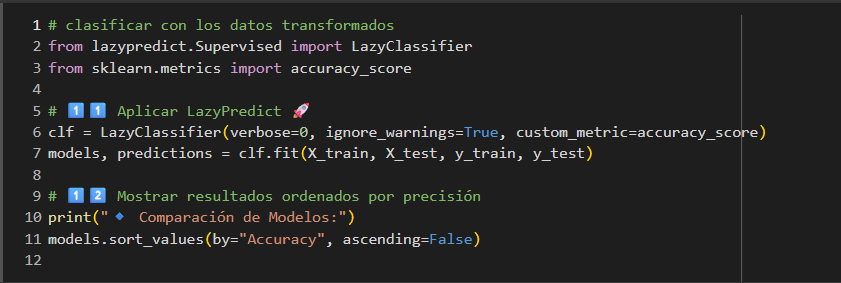 1 # clasificar con los datos transformados
2 from lazypredict.Supervised import LazyClassifier
3 from sklearn.metrics import accuracy_score
4
5 # 1️⃣1️⃣ Aplicar LazyPredict 🚀
6 clf = LazyClassifier(verbose=0, ignore_warnings=True, custom_metric=accuracy_score)
7 models, predictions = clf.fit(X_train, X_test, y_train, y_test)
8
9 # 1️⃣2️⃣ Mostrar resultados ordenados por precisión
10 print("🔹 Comparación de Modelos:")
11 models.sort_values(by="Accuracy", ascending=False)
12